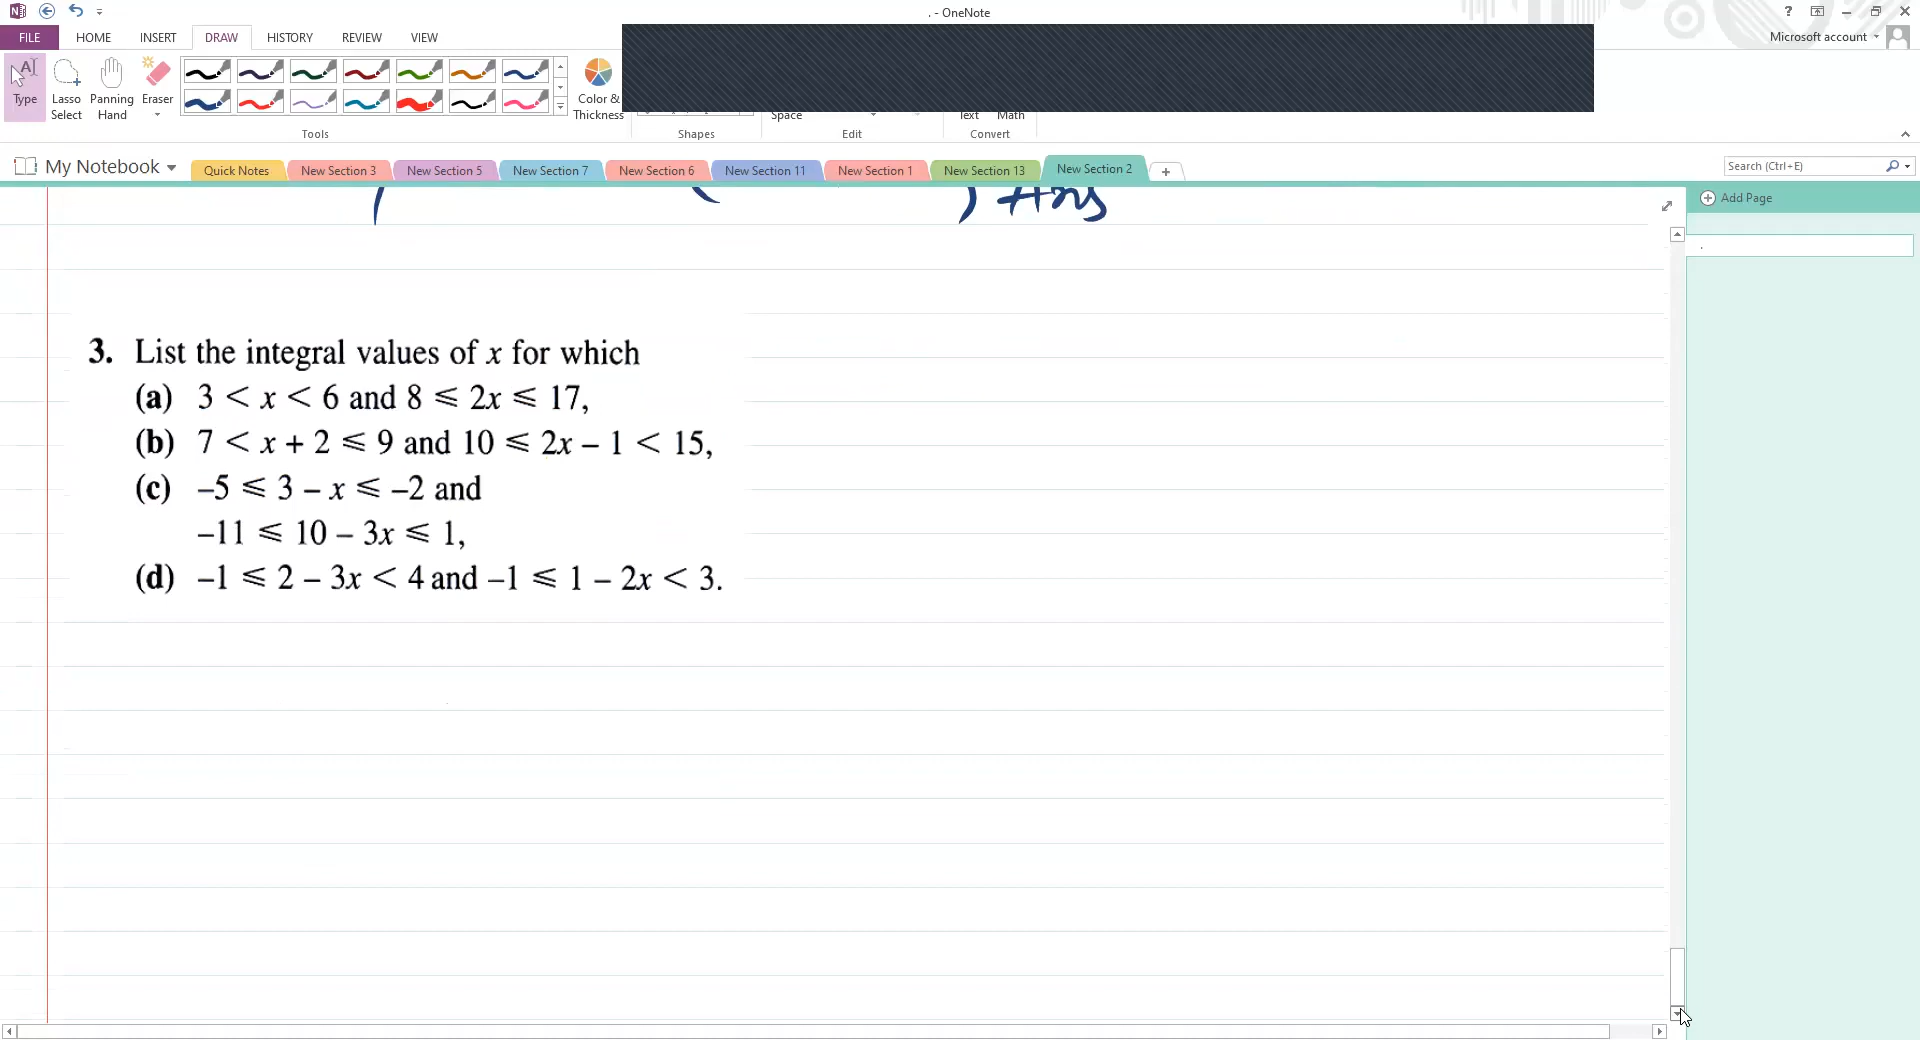 . - OneNote
?
FILE HOME INSERT DRAW HISTORY REVIEW VIEW
Microsoft account
Type Lasso Select Panning Hand Eraser
Color & Thickness
Space
Text Math
Tools Shapes Edit Convert
My Notebook Quick Notes New Section 3 New Section 5 New Section 7 New Section 6 New Section 11 New Section 1 New Section 13 New Section 2 +
Search (Ctrl+E)
Add Page
.
) Ans
3. List the integral values of x for which
(a) 3 < x < 6 and 8 ⩽ 2x ⩽ 17,
(b) 7 < x + 2 ⩽ 9 and 10 ⩽ 2x – 1 < 15,
(c) –5 ⩽ 3 – x ⩽ –2 and
–11 ⩽ 10 – 3x ⩽ 1,
(d) –1 ⩽ 2 – 3x < 4 and –1 ⩽ 1 – 2x < 3.